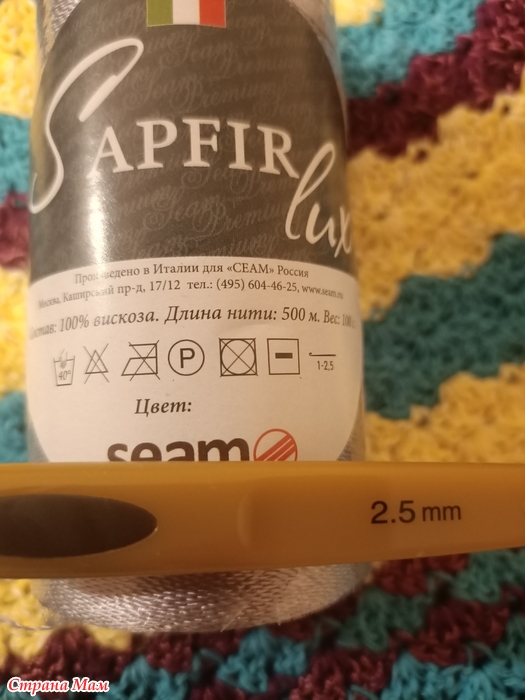 SAPFIR
lux
Произведено в Италии для «СЕАМ» Россия
Москва, Каширский пр-д, 17/12 тел.: (495) 604-46-25, www.seam.ru
Состав: 100% вискоза. Длина нити: 500 м. Вес: 100
40°
P
1-2,5
Цвет:
seam
2.5 mm
Страна Мам